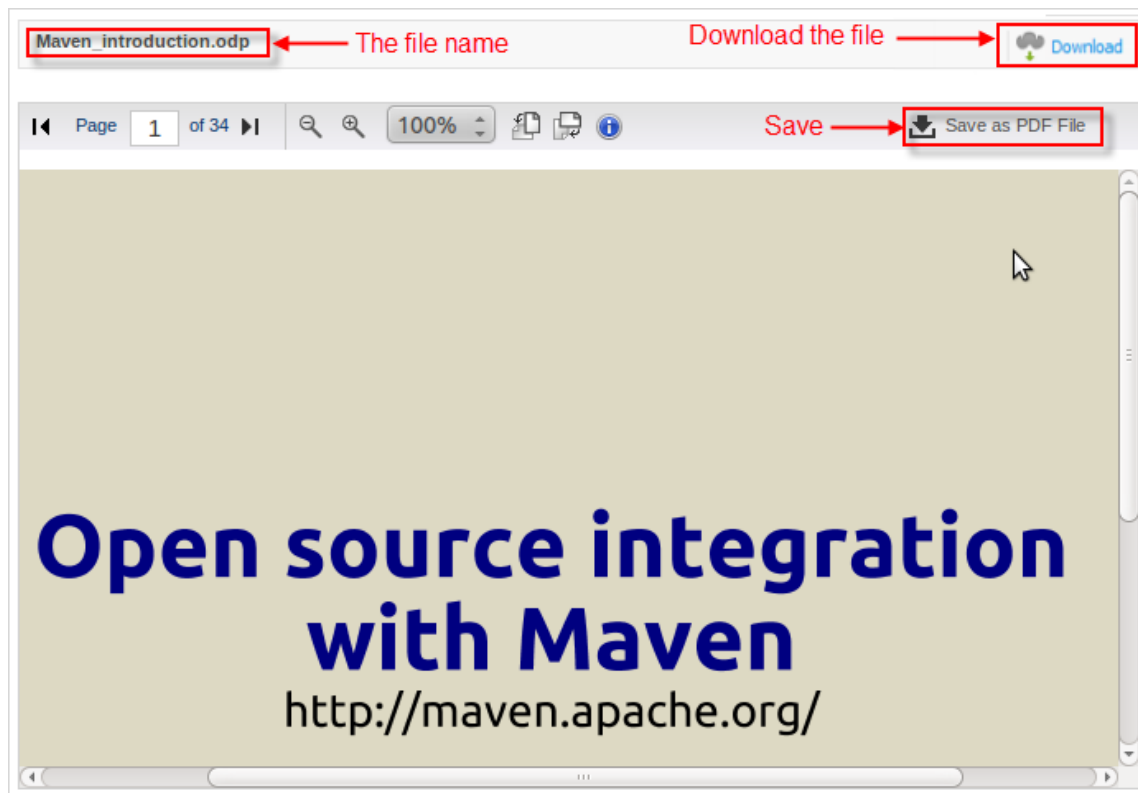 Maven_introduction.odp The file name Download the file Download
Page 1 of 34 100% Save Save as PDF File
Open source integration
with Maven
http://maven.apache.org/